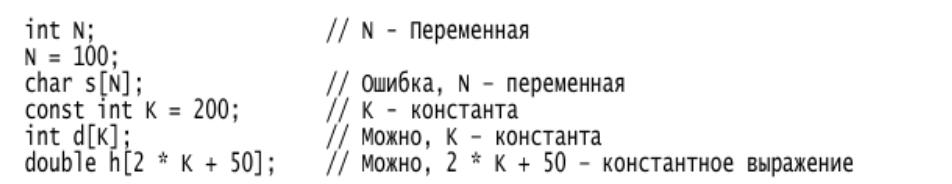 int N; // N – Переменная
N = 100;
char s[N]; // Ошибка, N – переменная
const int K = 200; // K – константа
int d[K]; // Можно, K – константа
double h[2 * K + 50]; // Можно, 2 * K + 50 – константное выражение